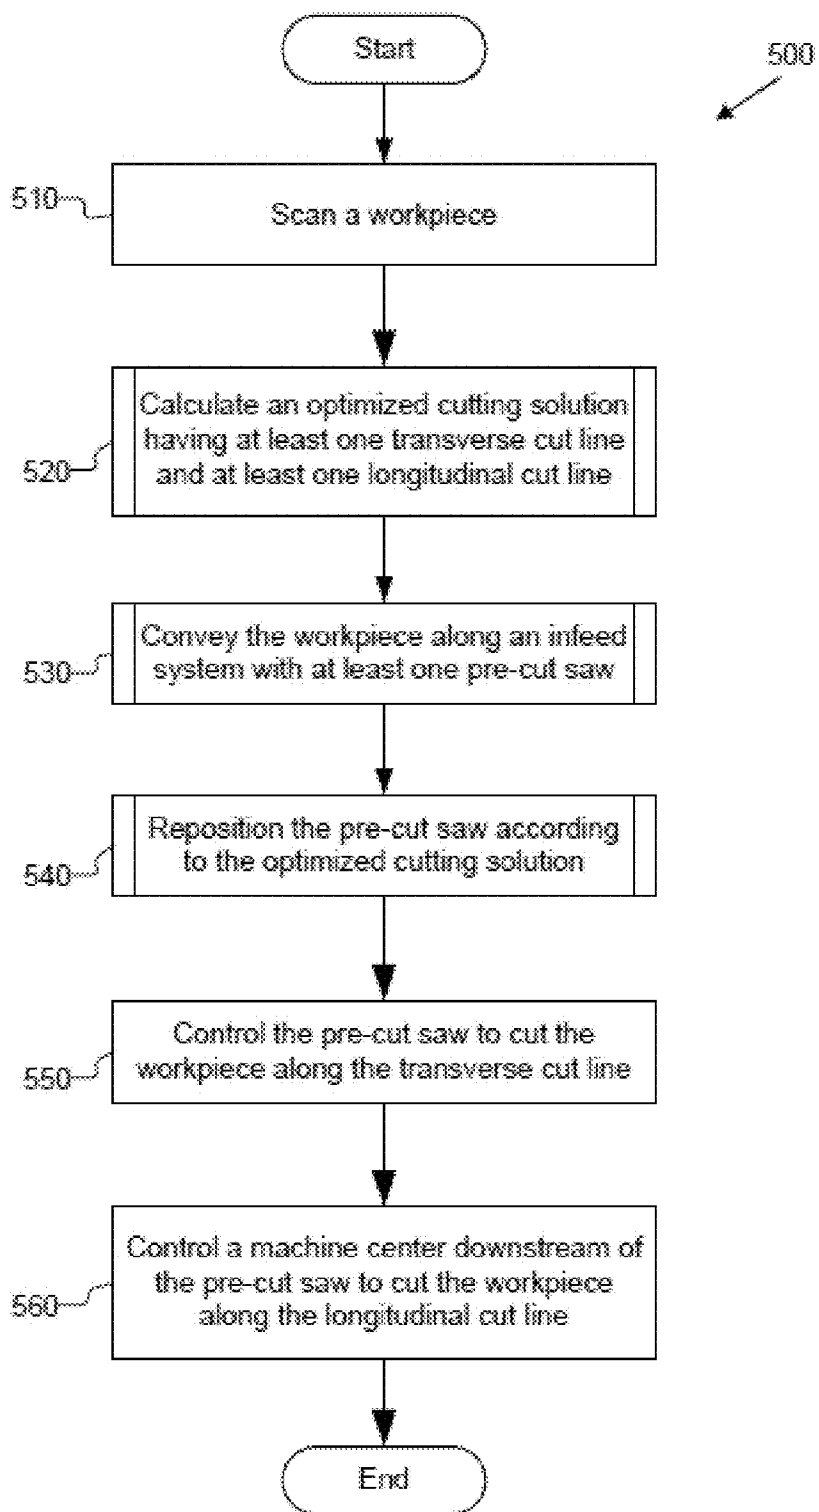 Start
500
510
Scan a workpiece
Calculate an optimized cutting solution
having at least one transverse cut line
and at least one longitudinal cut line
520
Convey the workpiece along an infeed
system with at least one pre-cut saw
530
Reposition the pre-cut saw according
to the optimized cutting solution
540
Control the pre-cut saw to cut the
workpiece along the transverse cut line
550
Control a machine center downstream of
the pre-cut saw to cut the workpiece
along the longitudinal cut line
560
End